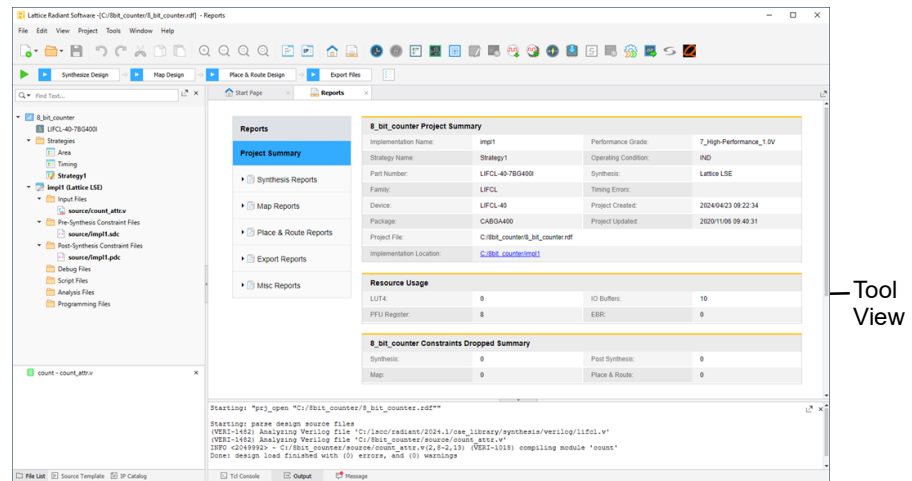 Lattice Radiant Software -[C:/8bit_counter/8_bit_counter.rdf] - Reports
File Edit View Project Tools Window Help
Synthesize Design
Map Design
Place & Route Design
Export Files
Find Text...
Start Page
Reports
8_bit_counter
LIFCL-40-7BG400I
Strategies
Area
Timing
Strategy1
impl1 (Lattice LSE)
Input Files
source/count_attr.v
Pre-Synthesis Constraint Files
source/impl1.sdc
Post-Synthesis Constraint Files
source/impl1.pdc
Debug Files
Script Files
Analysis Files
Programming Files
count - count_attr.v
File List Source Template IP Catalog
Reports
Project Summary
Synthesis Reports
Map Reports
Place & Route Reports
Export Reports
Misc Reports
8_bit_counter Project Summary
Implementation Name: impl1 Performance Grade: 7_High-Performance_1.0V
Strategy Name: Strategy1 Operating Condition: IND
Part Number: LIFCL-40-7BG400I Synthesis: Lattice LSE
Family: LIFCL Timing Errors:
Device: LIFCL-40 Project Created: 2024/04/23 09:22:34
Package: CABGA400 Project Updated: 2020/11/06 09:40:31
Project File: C:/8bit_counter/8_bit_counter.rdf
Implementation Location: C:/8bit_counter/impl1
Resource Usage
LUT4: 0 IO Buffers: 10
PFU Register: 8 EBR: 0
8_bit_counter Constraints Dropped Summary
Synthesis: 0 Post Synthesis: 0
Map: 0 Place & Route: 0
Starting: "prj_open "C:/8bit_counter/8_bit_counter.rdf""
Starting: parse design source files
(VERI-1482) Analyzing Verilog file 'C:/lscc/radiant/2024.1/cae_library/synthesis/verilog/lifcl.v'
(VERI-1482) Analyzing Verilog file 'C:/8bit_counter/source/count_attr.v'
INFO <2049992> - C:/8bit_counter/source/count_attr.v(2,8-2,13) (VERI-1018) compiling module 'count'
Done: design load finished with (0) errors, and (0) warnings
Tcl Console Output Message
Tool
View